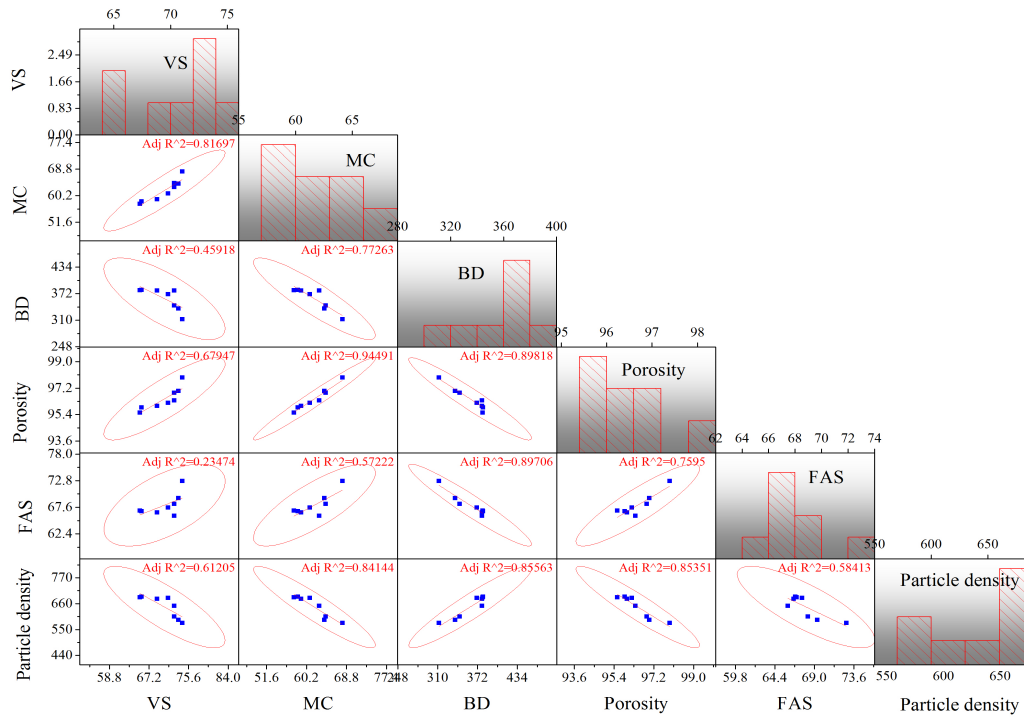 65 70 75
VS
2.49
1.66
0.83
0.00
VS
55 60 65
MC
77.4
68.8
60.2
51.6
Adj R^2=0.81697
MC
280 320 360 400
BD
434
372
310
248
Adj R^2=0.45918
Adj R^2=0.77263
BD
95 96 97 98
Porosity
99.0
97.2
95.4
93.6
Adj R^2=0.67947
Adj R^2=0.94491
Adj R^2=0.89818
Porosity
62 64 66 68 70 72 74
FAS
78.0
72.8
67.6
62.4
Adj R^2=0.23474
Adj R^2=0.57222
Adj R^2=0.89706
Adj R^2=0.7595
FAS
550 600 650
Particle density
770
660
550
440
Adj R^2=0.61205
Adj R^2=0.84144
Adj R^2=0.85563
Adj R^2=0.85351
Adj R^2=0.58413
Particle density
58.8 67.2 75.6 84.0
51.6 60.2 68.8
310 372 434
93.6 95.4 97.2 99.0
59.8 64.4 69.0 73.6
550 600 650
VS
MC
BD
Porosity
FAS
Particle density